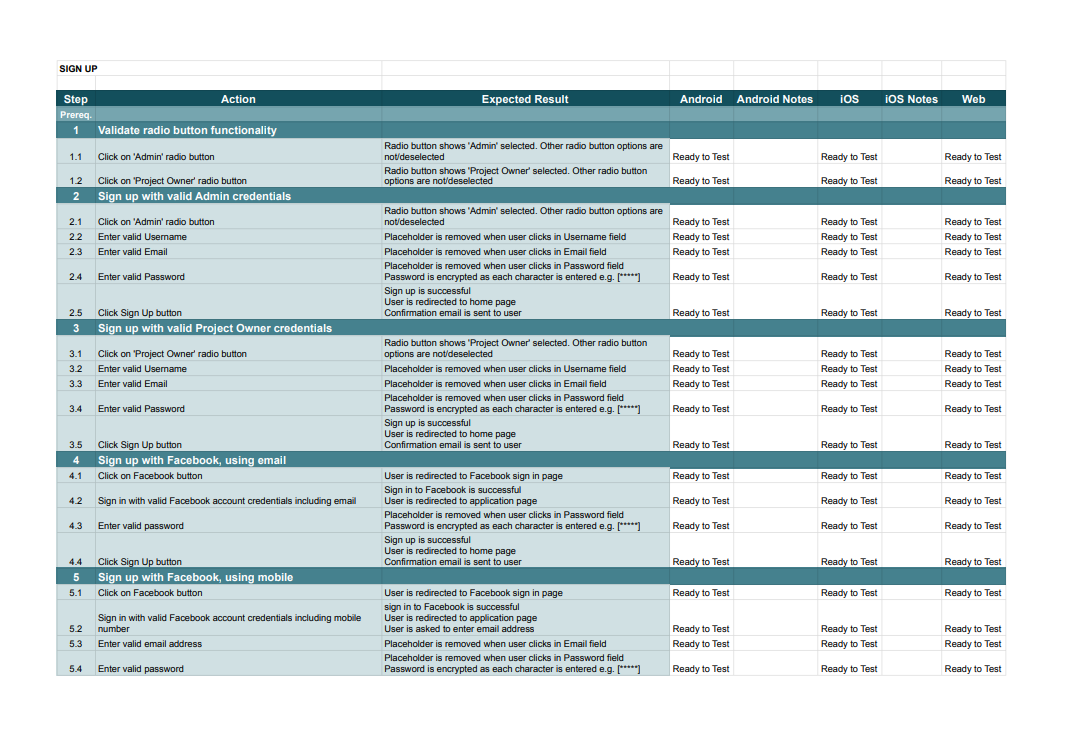 SIGN UP
Step Action Expected Result Android Android Notes iOS iOS Notes Web
Prereq.
1 Validate radio button functionality
Radio button shows 'Admin' selected. Other radio button options are
1.1 Click on 'Admin' radio button not/deselected Ready to Test Ready to Test Ready to Test
Radio button shows 'Project Owner' selected. Other radio button
1.2 Click on 'Project Owner' radio button options are not/deselected Ready to Test Ready to Test Ready to Test
2 Sign up with valid Admin credentials
Radio button shows 'Admin' selected. Other radio button options are
2.1 Click on 'Admin' radio button not/deselected Ready to Test Ready to Test Ready to Test
2.2 Enter valid Username Placeholder is removed when user clicks in Username field Ready to Test Ready to Test Ready to Test
2.3 Enter valid Email Placeholder is removed when user clicks in Email field Ready to Test Ready to Test Ready to Test
Placeholder is removed when user clicks in Password field
2.4 Enter valid Password Password is encrypted as each character is entered e.g. [*****] Ready to Test Ready to Test Ready to Test
Sign up is successful
User is redirected to home page
2.5 Click Sign Up button Confirmation email is sent to user Ready to Test Ready to Test Ready to Test
3 Sign up with valid Project Owner credentials
Radio button shows 'Project Owner' selected. Other radio button
3.1 Click on 'Project Owner' radio button options are not/deselected Ready to Test Ready to Test Ready to Test
3.2 Enter valid Username Placeholder is removed when user clicks in Username field Ready to Test Ready to Test Ready to Test
3.3 Enter valid Email Placeholder is removed when user clicks in Email field Ready to Test Ready to Test Ready to Test
Placeholder is removed when user clicks in Password field
3.4 Enter valid Password Password is encrypted as each character is entered e.g. [*****] Ready to Test Ready to Test Ready to Test
Sign up is successful
User is redirected to home page
3.5 Click Sign Up button Confirmation email is sent to user Ready to Test Ready to Test Ready to Test
4 Sign up with Facebook, using email
4.1 Click on Facebook button User is redirected to Facebook sign in page Ready to Test Ready to Test Ready to Test
Sign in to Facebook is successful
4.2 Sign in with valid Facebook account credentials including email User is redirected to application page Ready to Test Ready to Test Ready to Test
Placeholder is removed when user clicks in Password field
4.3 Enter valid password Password is encrypted as each character is entered e.g. [*****] Ready to Test Ready to Test Ready to Test
Sign up is successful
User is redirected to home page
4.4 Click Sign Up button Confirmation email is sent to user Ready to Test Ready to Test Ready to Test
5 Sign up with Facebook, using mobile
5.1 Click on Facebook button User is redirected to Facebook sign in page Ready to Test Ready to Test Ready to Test
sign in to Facebook is successful
Sign in with valid Facebook account credentials including mobile User is redirected to application page
5.2 number User is asked to enter email address Ready to Test Ready to Test Ready to Test
5.3 Enter valid email address Placeholder is removed when user clicks in Email field Ready to Test Ready to Test Ready to Test
Placeholder is removed when user clicks in Password field
5.4 Enter valid password Password is encrypted as each character is entered e.g. [*****] Ready to Test Ready to Test Ready to Test